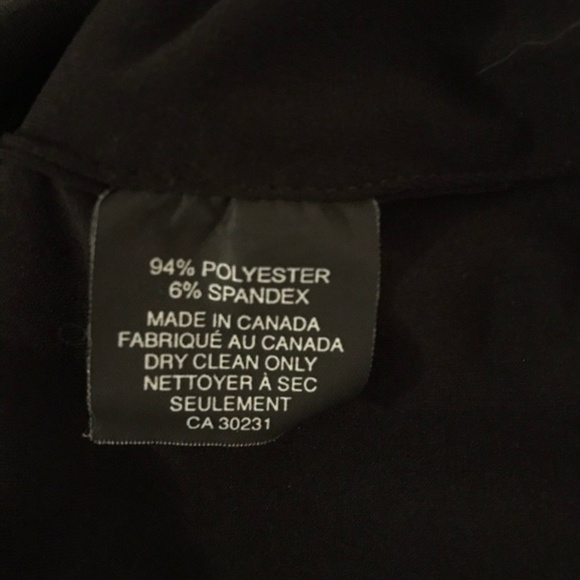 94% POLYESTER
6% SPANDEX
MADE IN CANADA
FABRIQUÉ AU CANADA
DRY CLEAN ONLY
NETTOYER À SEC
SEULEMENT
CA 30231